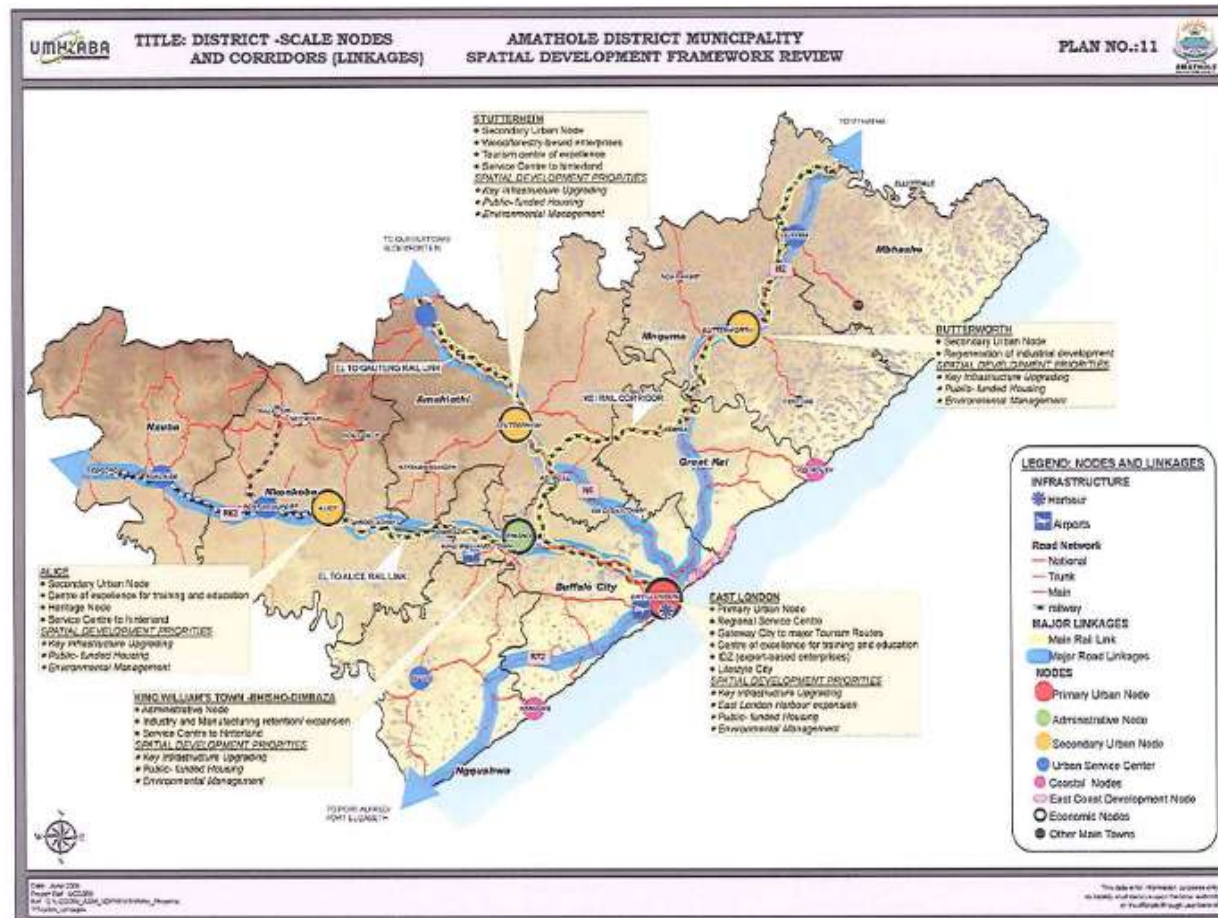 UMHLABA
TITLE: DISTRICT -SCALE NODES
AND CORRIDORS (LINKAGES)
AMATHOLE DISTRICT MUNICIPALITY
SPATIAL DEVELOPMENT FRAMEWORK REVIEW
PLAN NO.:11
AMATHOLE
STUTTERHEIM
Secondary Urban Node
Wood/forestry-based enterprises
Tourism centre of excellence
Service Centre to hinterland
SPATIAL DEVELOPMENT PRIORITIES
Key Infrastructure Upgrading
Public- funded Housing
Environmental Management
Mbhashe
N2
Mnquma
BUTTERWORTH
BUTTERWORTH
Secondary Urban Node
Regeneration of industrial development
SPATIAL DEVELOPMENT PRIORITIES
Key Infrastructure Upgrading
Public- funded Housing
Environmental Management
EL TO GAUTENG RAIL LINK
Amahlathi
KEI RAIL CORRIDOR
STUTTERHEIM
Nxuba
Great Kei
N6
Nkonkobe
ALICE
R63
BHISHO
EL TO ALICE RAIL LINK
Buffalo City
EAST LONDON
R72
Ngqushwa
TO PORT ALFRED/
PORT ELIZABETH
ALICE
Secondary Urban Node
Centre of excellence for training and education
Heritage Node
Service Centre to hinterland
SPATIAL DEVELOPMENT PRIORITIES
Key Infrastructure Upgrading
Public- funded Housing
Environmental Management
KING WILLIAM'S TOWN -BHISHO-DIMBAZA
Administrative Node
Industry and Manufacturing retention/ expansion
Service Centre to hinterland
SPATIAL DEVELOPMENT PRIORITIES
Key Infrastructure Upgrading
Public- funded Housing
Environmental Management
EAST LONDON
Primary Urban Node
Regional Service Centre
Gateway City to major Tourism Routes
Centre of excellence for training and education
IDZ (export-based enterprises)
Lifestyle City
SPATIAL DEVELOPMENT PRIORITIES
Key Infrastructure Upgrading
East London Harbour expansion
Public- funded Housing
Environmental Management
LEGEND: NODES AND LINKAGES
INFRASTRUCTURE
Harbour
Airports
Road Network
National
Trunk
Main
railway
MAJOR LINKAGES
Main Rail Link
Major Road Linkages
NODES
Primary Urban Node
Administrative Node
Secondary Urban Node
Urban Service Center
Coastal Nodes
East Coast Development Node
Economic Nodes
Other Main Towns